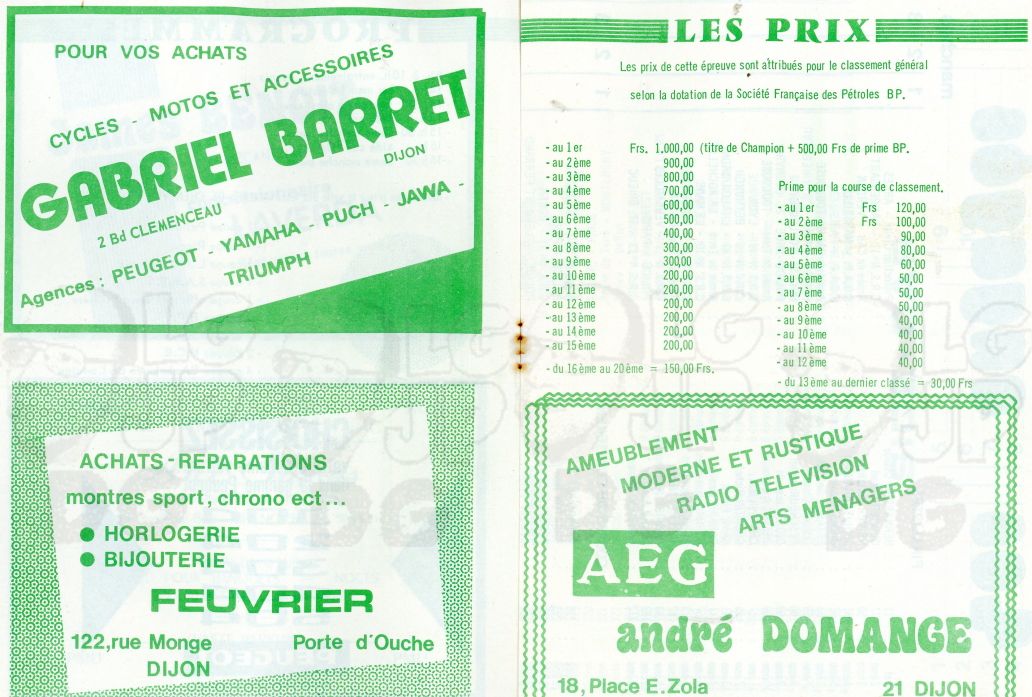 POUR VOS ACHATS
CYCLES - MOTOS ET ACCESSOIRES
GABRIEL BARRET
2 Bd CLEMENCEAU
DIJON
Agences : PEUGEOT - YAMAHA - PUCH - JAWA -
TRIUMPH
ACHATS - REPARATIONS
montres sport, chrono ect...
● HORLOGERIE
● BIJOUTERIE
FEUVRIER
122, rue Monge Porte d'Ouche
DIJON
LES PRIX
Les prix de cette épreuve sont attribués pour le classement général
selon la dotation de la Société Française des Pétroles BP.
- au 1er Frs. 1.000,00 (titre de Champion + 500,00 Frs de prime BP.
- au 2ème 900,00
- au 3ème 800,00
- au 4ème 700,00
- au 5ème 600,00
- au 6ème 500,00
- au 7ème 400,00
- au 8ème 300,00
- au 9ème 300,00
- au 10ème 200,00
- au 11ème 200,00
- au 12ème 200,00
- au 13ème 200,00
- au 14ème 200,00
- au 15ème 200,00
- du 16ème au 20ème = 150,00 Frs.
Prime pour la course de classement.
- au 1er Frs 120,00
- au 2ème Frs 100,00
- au 3ème 90,00
- au 4ème 80,00
- au 5ème 60,00
- au 6ème 50,00
- au 7ème 50,00
- au 8ème 50,00
- au 9ème 40,00
- au 10ème 40,00
- au 11ème 40,00
- au 12ème 40,00
- du 13ème au dernier classé = 30,00 Frs
AMEUBLEMENT
MODERNE ET RUSTIQUE
RADIO TELEVISION
ARTS MENAGERS
AEG
andré DOMANGE
18, Place E. Zola 21 DIJON